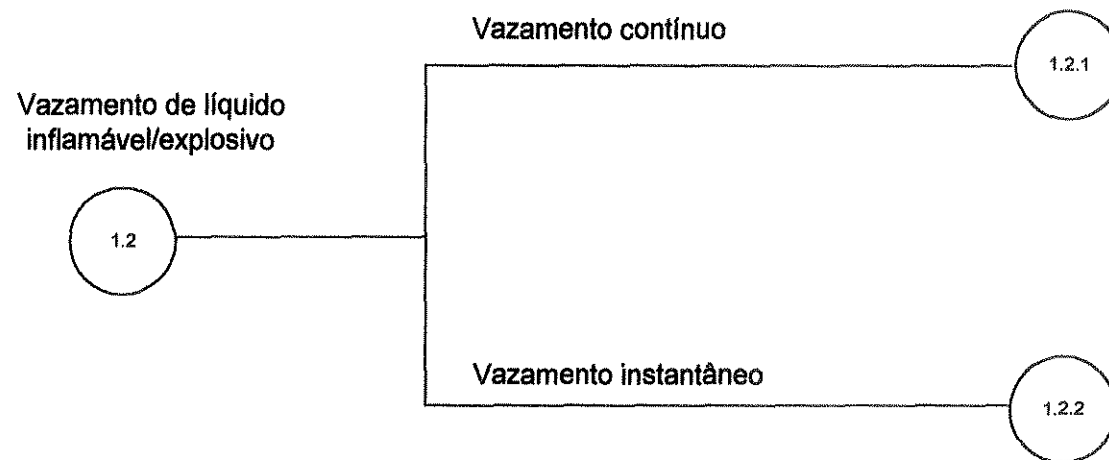 Vazamento contínuo
1.2.1
Vazamento de líquido
inflamável/explosivo
1.2
Vazamento instantâneo
1.2.2